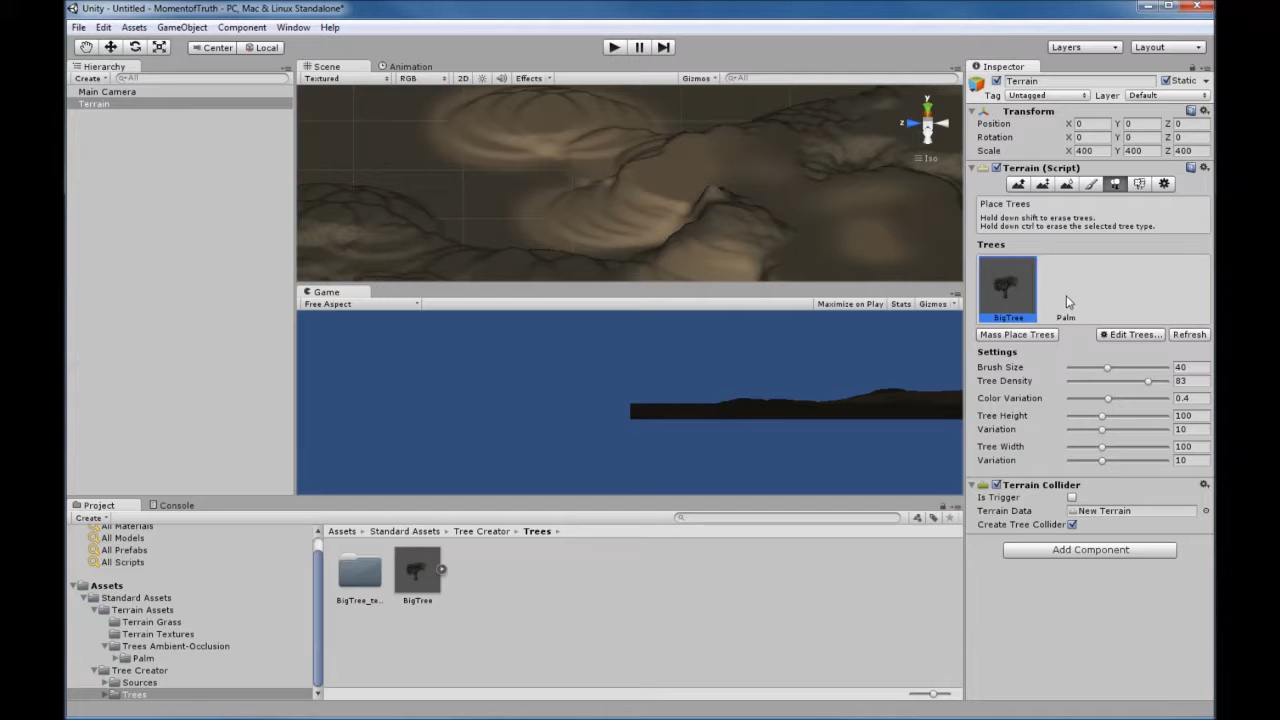 Unity - Untitled - MomentofTruth - PC, Mac & Linux Standalone*
File Edit Assets GameObject Component Window Help
Center Local Layers Layout
Hierarchy
Create All
Main Camera
Terrain
Scene Animation
Textured RGB 2D Effects Gizmos All
y
z
Iso
Game
Free Aspect Maximize on Play Stats Gizmos
Project Console
Create
All Materials
All Models
All Prefabs
All Scripts
Assets
Standard Assets
Terrain Assets
Terrain Grass
Terrain Textures
Trees Ambient-Occlusion
Palm
Tree Creator
Sources
Trees
Assets Standard Assets Tree Creator Trees
BigTree_te... BigTree
Inspector
Terrain Static
Tag Untagged Layer Default
Transform
Position X 0 Y 0 Z 0
Rotation X 0 Y 0 Z 0
Scale X 400 Y 400 Z 400
Terrain (Script)
Place Trees
Hold down shift to erase trees.
Hold down ctrl to erase the selected tree type.
Trees
BigTree Palm
Mass Place Trees Edit Trees... Refresh
Settings
Brush Size 40
Tree Density 83
Color Variation 0.4
Tree Height 100
Variation 10
Tree Width 100
Variation 10
Terrain Collider
Is Trigger
Terrain Data New Terrain
Create Tree Collider
Add Component